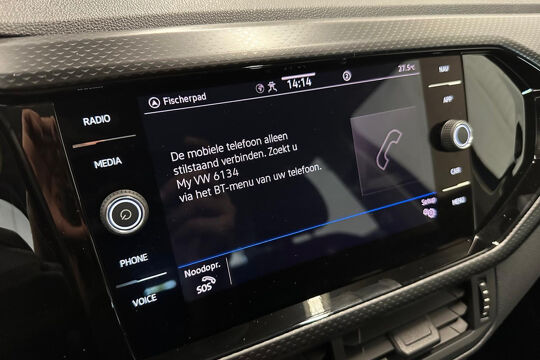 RADIO
MEDIA
PHONE
VOICE
Fischerpad
14:14
2
27.5°C
De mobiele telefoon alleen
stilstaand verbinden. Zoekt u
My VW 6134
via het BT-menu van uw telefoon.
Setup
Noodopr.
SOS
NAV
APP
CAR
MENU